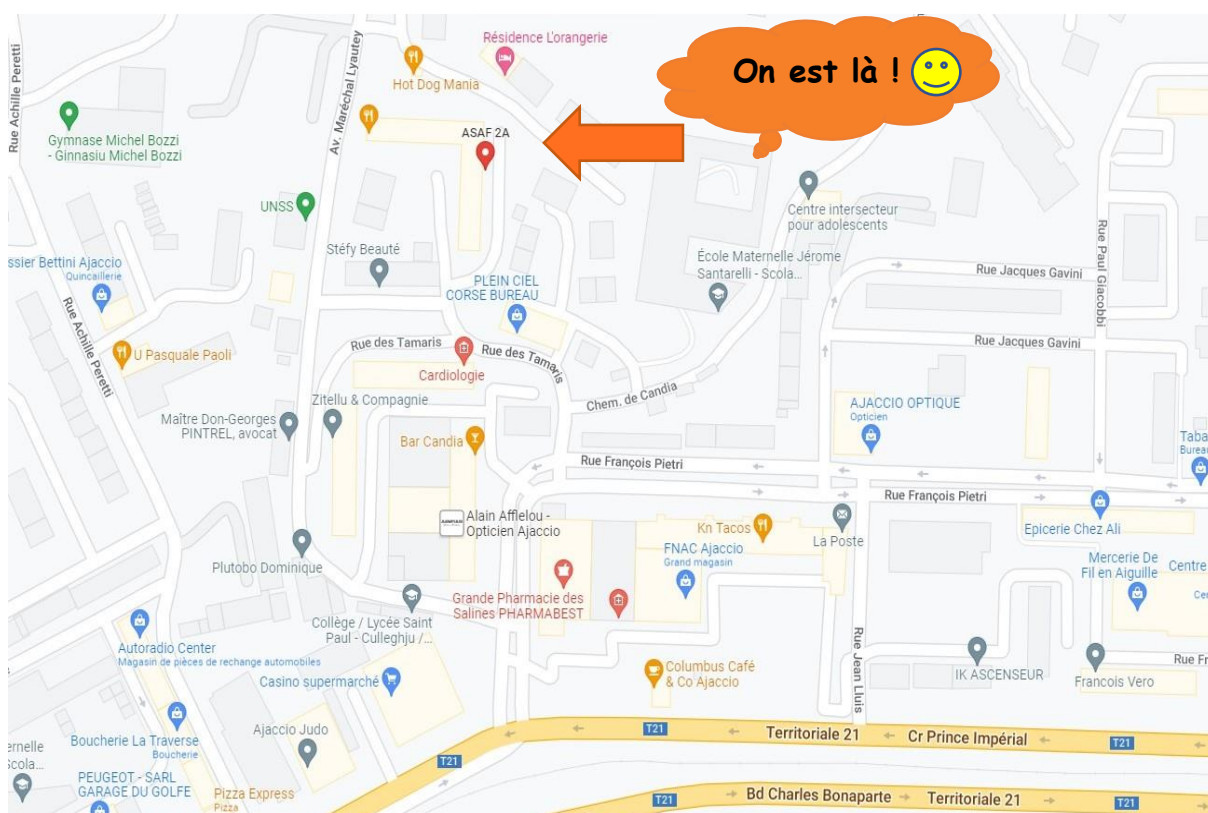 Résidence L'orangerie
On est là !
Hot Dog Mania
Rue Achille Peretti
Av. Maréchal Lyautey
ASAF 2A
Gymnase Michel Bozzi
- Ginnasiu Michel Bozzi
UNSS
Centre intersecteur
pour adolescents
Stéfy Beauté
École Maternelle Jérome
Santarelli - Scola...
ssier Bettini Ajaccio
Quincaillerie
PLEIN CIEL
CORSE BUREAU
Rue Jacques Gavini
Rue Paul Giacobbi
Rue Achille Peretti
U Pasquale Paoli
Rue des Tamaris
Rue des Tamaris
Cardiologie
Rue Jacques Gavini
Chem. de Candia
Zitellu & Compagnie
AJACCIO OPTIQUE
Opticien
Maître Don-Georges
PINTREL, avocat
Bar Candia
Taba
Bureau
Rue François Pietri
Rue François Pietri
Alain Afflelou -
Opticien Ajaccio
Kn Tacos
La Poste
Epicerie Chez Ali
FNAC Ajaccio
Grand magasin
Plutobo Dominique
Mercerie De
Fil en Aiguille
Centre
Cer
Grande Pharmacie des
Salines PHARMABEST
Collège / Lycée Saint
Paul - Culleghju /...
Autoradio Center
Magasin de pièces de rechange automobiles
Casino supermarché
Columbus Café
& Co Ajaccio
Rue Jean Lluis
IK ASCENSEUR
Francois Vero
Rue Fr
Boucherie La Traverse
Boucherie
Ajaccio Judo
T21
Territoriale 21
Cr Prince Impérial
T21
ernelle
Scola...
T21
PEUGEOT - SARL
GARAGE DU GOLFE
Pizza Express
Pizza
T21
Bd Charles Bonaparte
Territoriale 21
T21